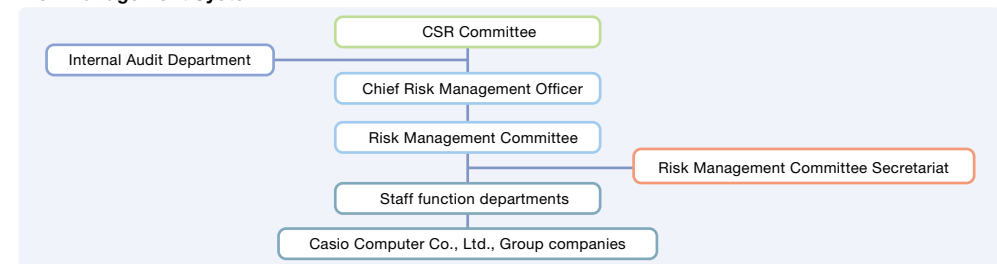 CSR Committee
Internal Audit Department
Chief Risk Management Officer
Risk Management Committee
Risk Management Committee Secretariat
Staff function departments
Casio Computer Co., Ltd., Group companies